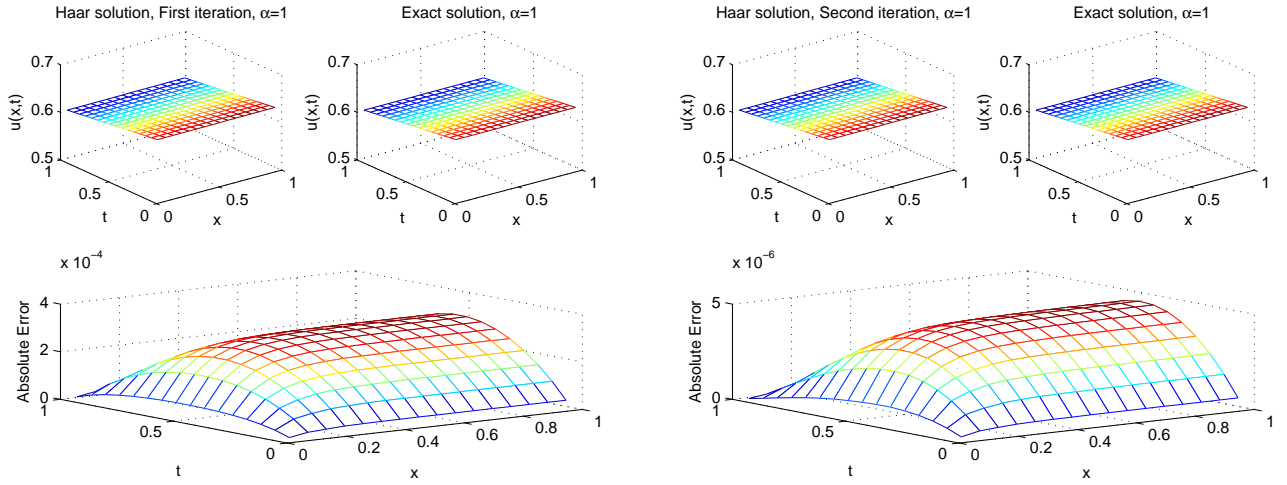 Haar solution, First iteration, α=1
0.7
0.6
0.5
u(x,t)
1
0.5
0
t
0
0.5
1
x
Exact solution, α=1
0.7
0.6
0.5
u(x,t)
1
0.5
0
t
0
0.5
1
x
x 10⁻⁴
4
2
0
Absolute Error
1
0.5
0
t
0
0.2
0.4
0.6
0.8
1
x
Haar solution, Second iteration, α=1
0.7
0.6
0.5
u(x,t)
1
0.5
0
t
0
0.5
1
x
Exact solution, α=1
0.7
0.6
0.5
u(x,t)
1
0.5
0
t
0
0.5
1
x
x 10⁻⁶
5
0
Absolute Error
1
0.5
0
t
0
0.2
0.4
0.6
0.8
1
x